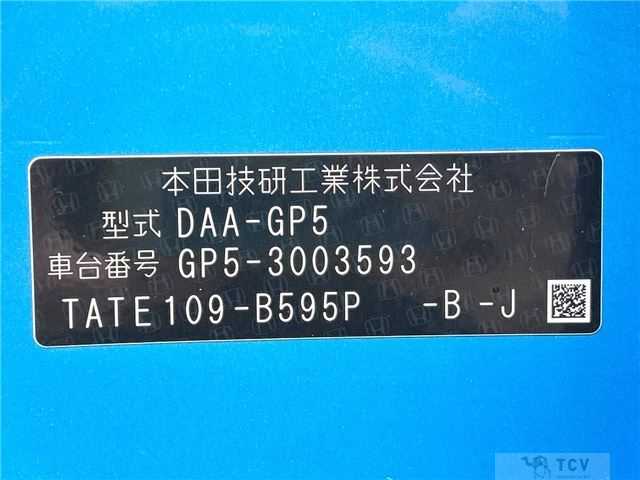 本田技研工業株式会社
型式 DAA-GP5
車台番号 GP5-3003593
TATE109-B595P -B-J
TCV